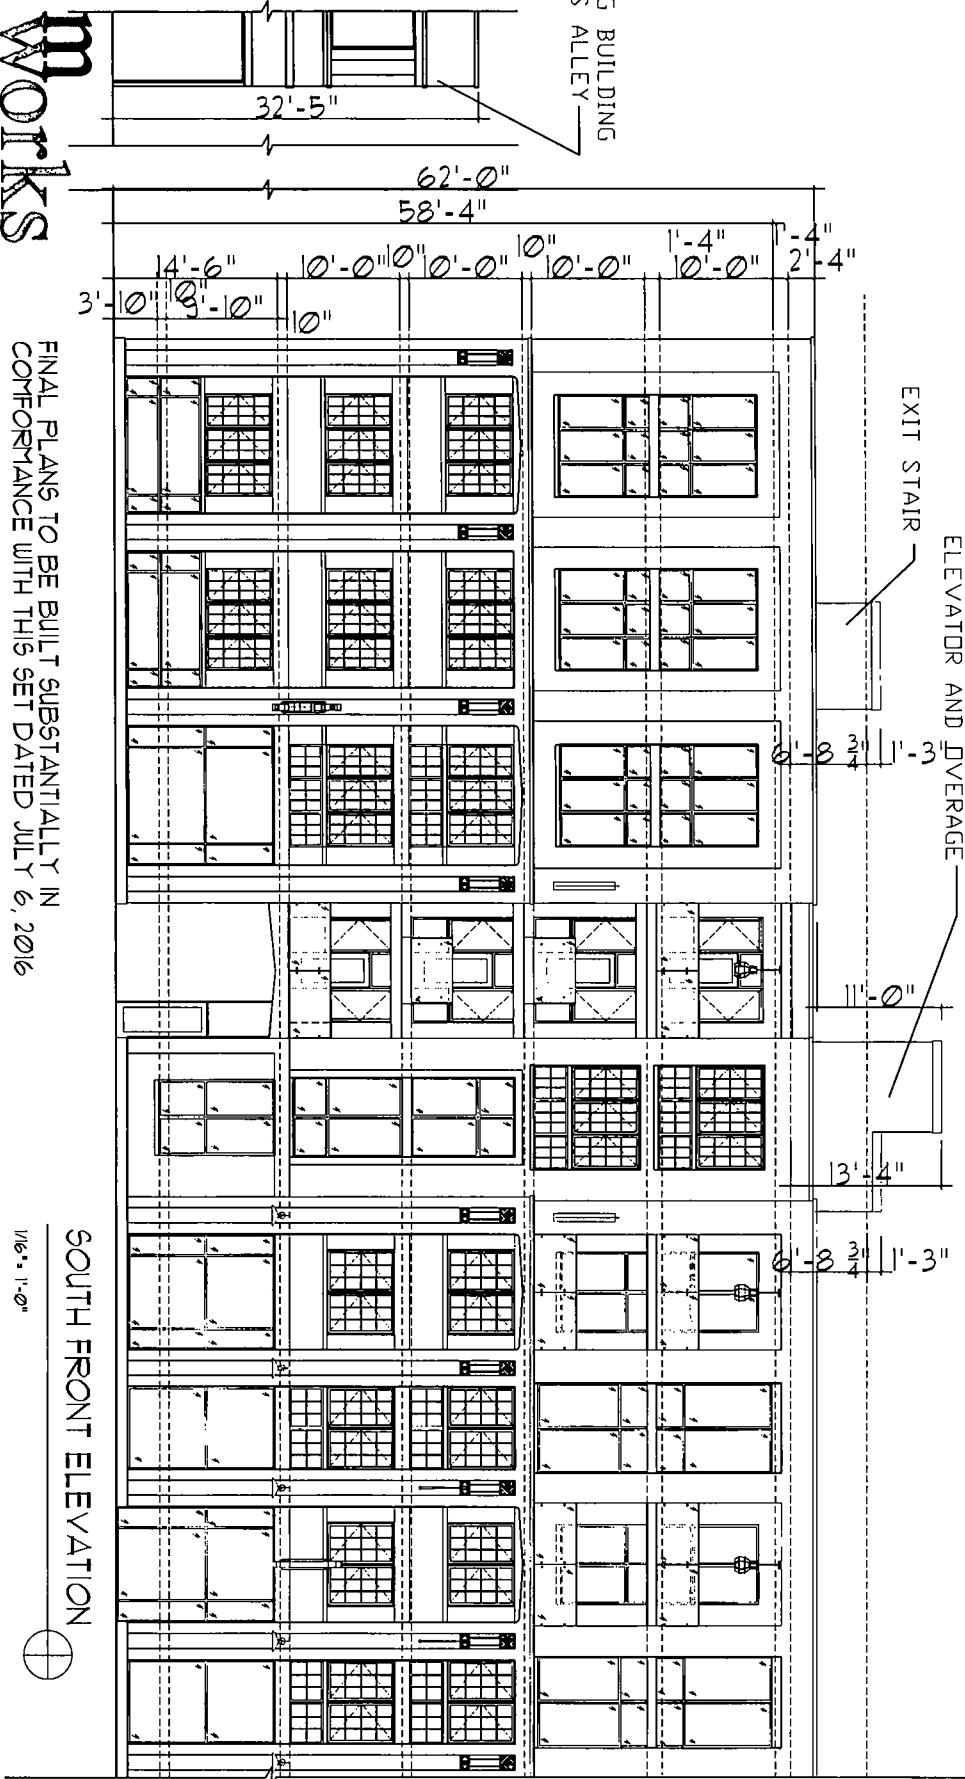 G BUILDING
S ALLEY
32'-5"
62'-0"
58'-4"
1'-4"
1'-4"
2'-4"
14'-6"
10'-0"
10"
10'-0"
10"
10'-0"
10'-0"
3'-10"
10"
9'-10"
10"
EXIT STAIR
ELEVATOR AND OVERAGE
6'-8 3/4"
1'-3"
11'-0"
13'-4"
6'-8 3/4"
1'-3"
m
works
FINAL PLANS TO BE BUILT SUBSTANTIALLY IN
COMFORMANCE WITH THIS SET DATED JULY 6, 2016
SOUTH FRONT ELEVATION
1/16" = 1'-0"